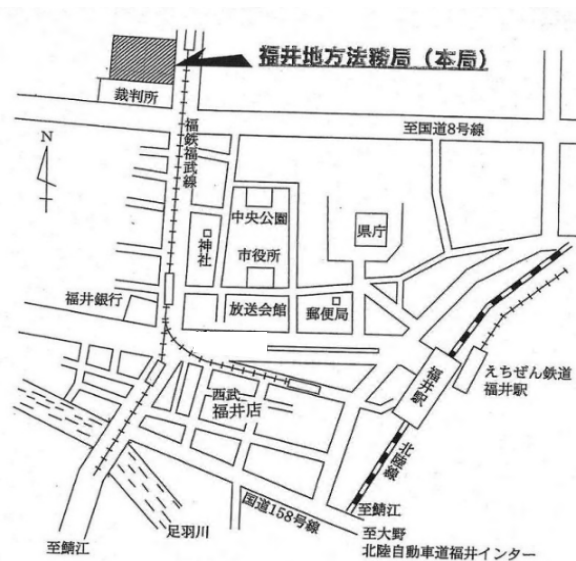 福井地方法務局（本局）
裁判所
至国道8号線
福鉄福武線
N
中央公園
県庁
神社
市役所
福井銀行
放送会館
郵便局
福井駅
えちぜん鉄道
福井駅
西武
福井店
北陸線
国道158号線
至鯖江
足羽川
至大野
至鯖江
北陸自動車道福井インター